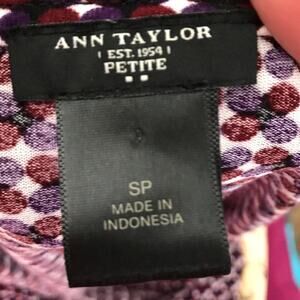 ANN TAYLOR
EST. 1954
PETITE
SP
MADE IN
INDONESIA